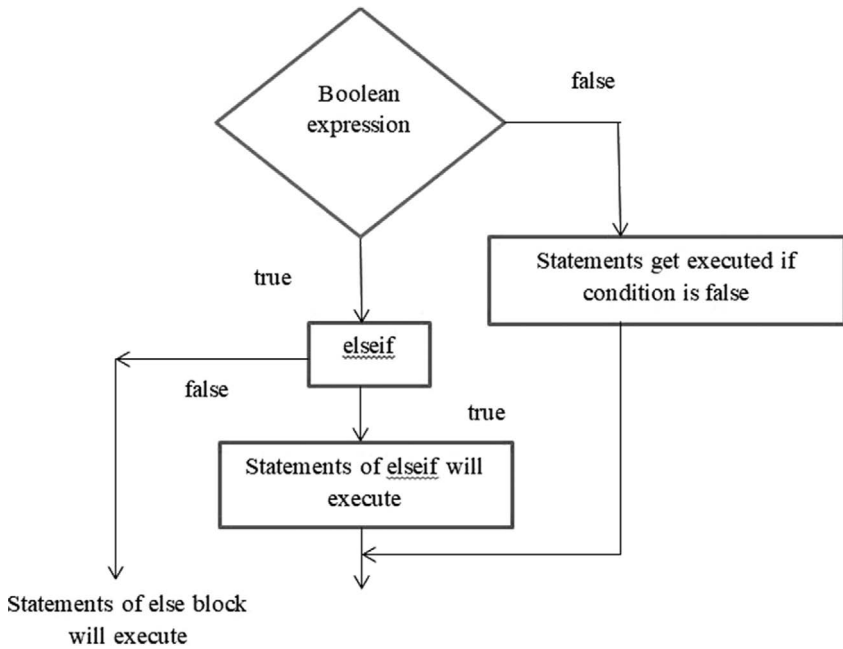 Boolean
expression
false
Statements get executed if
condition is false
true
elseif
false
true
Statements of elseif will
execute
Statements of else block
will execute